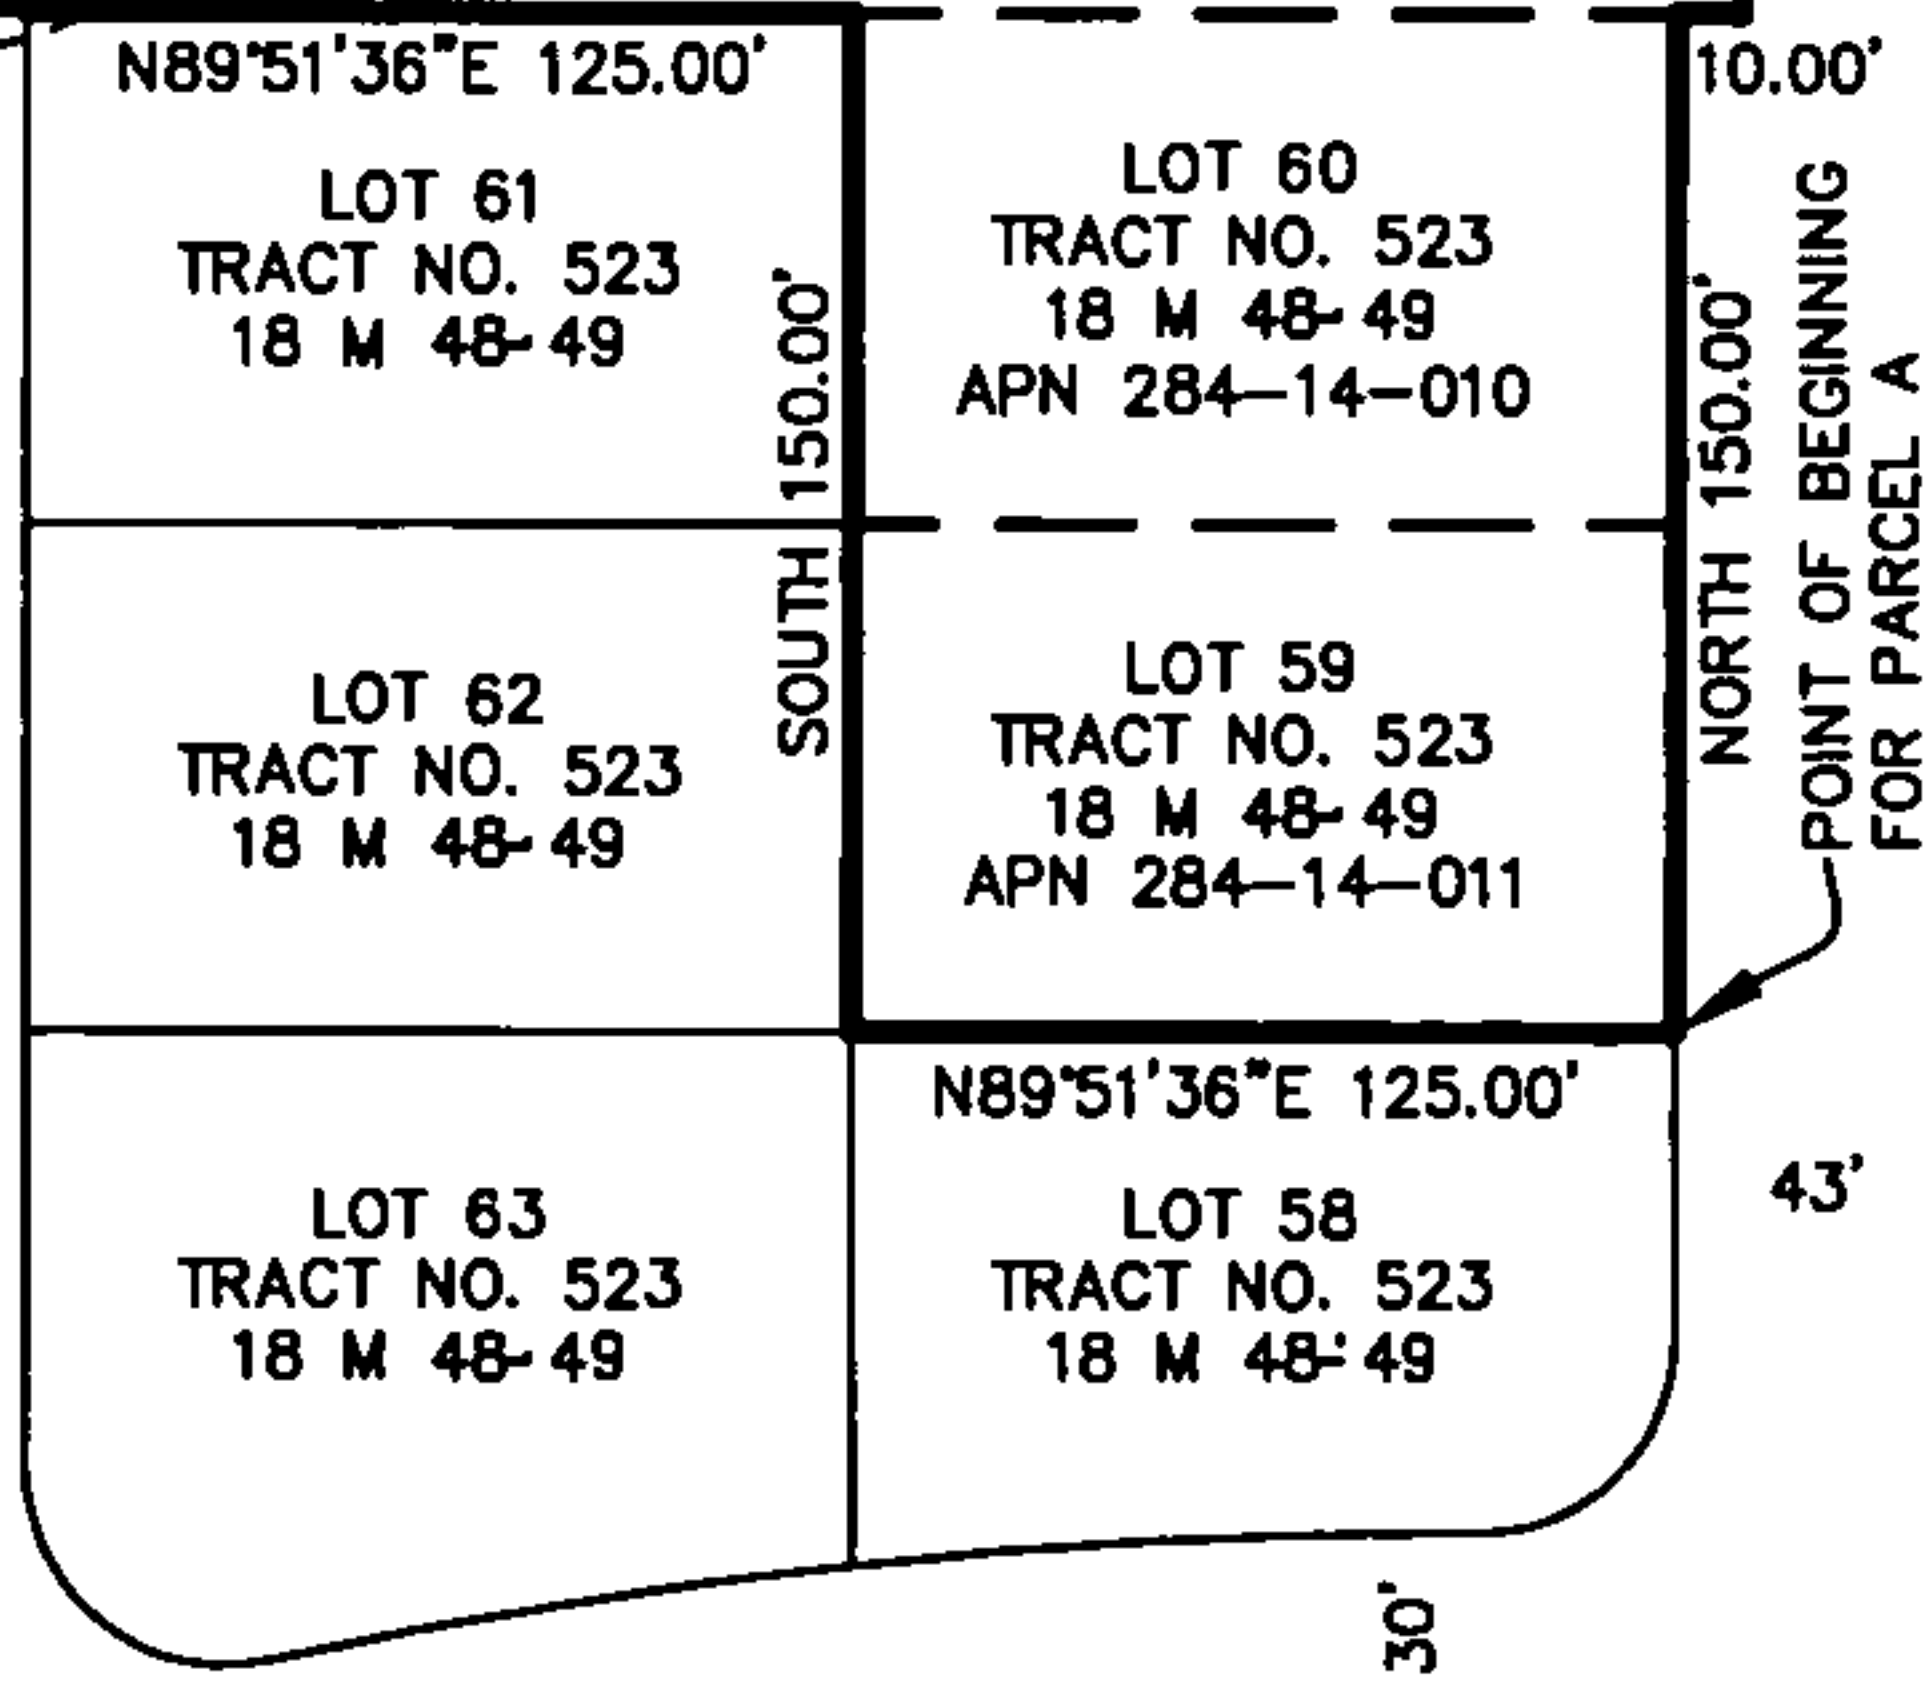 N89°51'36"E 125.00'
10.00'
LOT 61
TRACT NO. 523
18 M 48-49
LOT 60
TRACT NO. 523
18 M 48-49
APN 284-14-010
SOUTH 150.00'
NORTH 150.00'
POINT OF BEGINNING
FOR PARCEL A
LOT 62
TRACT NO. 523
18 M 48-49
LOT 59
TRACT NO. 523
18 M 48-49
APN 284-14-011
N89°51'36"E 125.00'
43'
LOT 63
TRACT NO. 523
18 M 48-49
LOT 58
TRACT NO. 523
18 M 48-49
30'